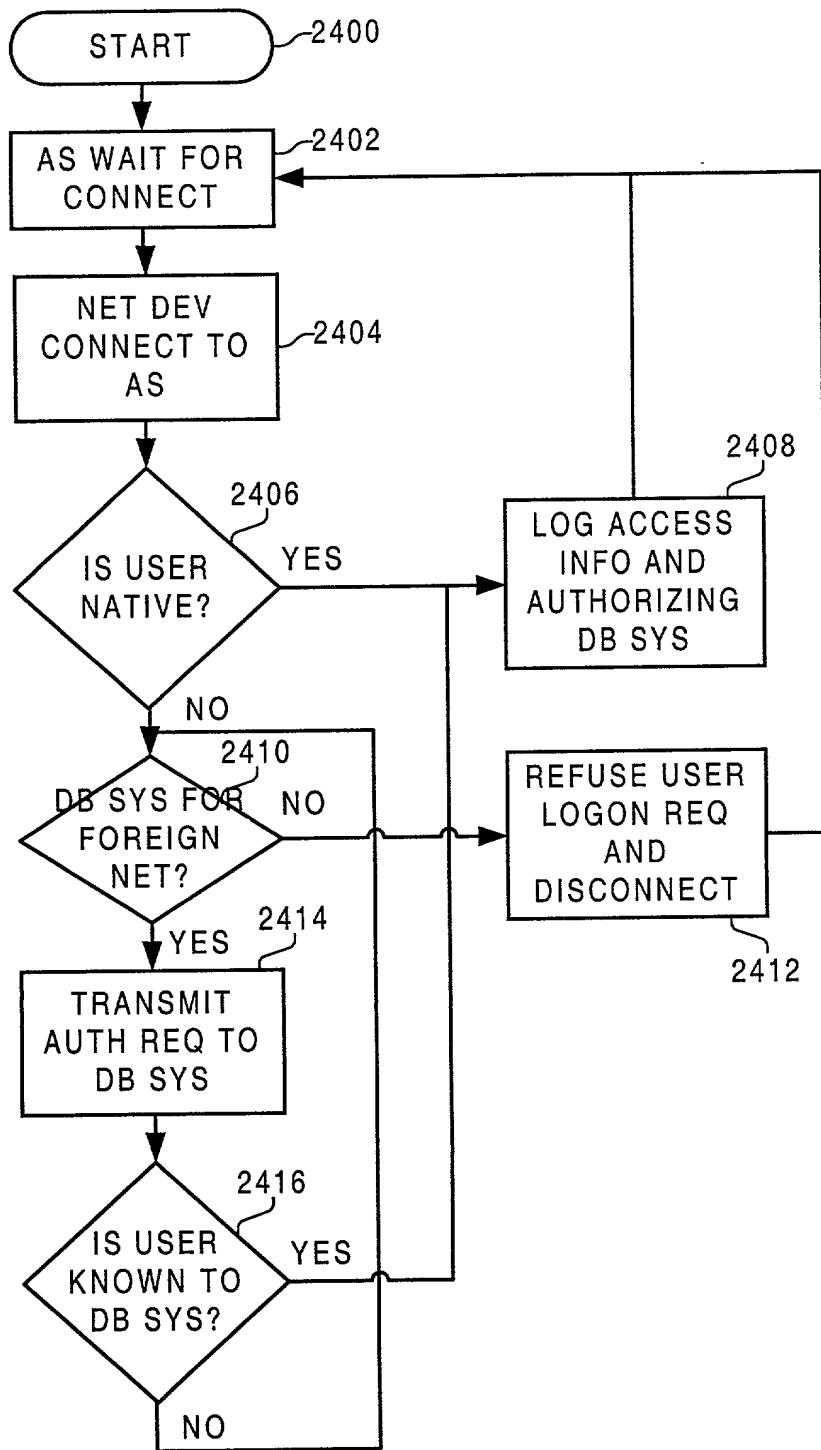 START
2400
AS WAIT FOR
CONNECT
2402
NET DEV
CONNECT TO
AS
2404
IS USER
NATIVE?
2406
YES
NO
LOG ACCESS
INFO AND
AUTHORIZING
DB SYS
2408
DB SYS FOR
FOREIGN
NET?
2410
NO
YES
REFUSE USER
LOGON REQ
AND
DISCONNECT
2412
TRANSMIT
AUTH REQ TO
DB SYS
2414
IS USER
KNOWN TO
DB SYS?
2416
YES
NO